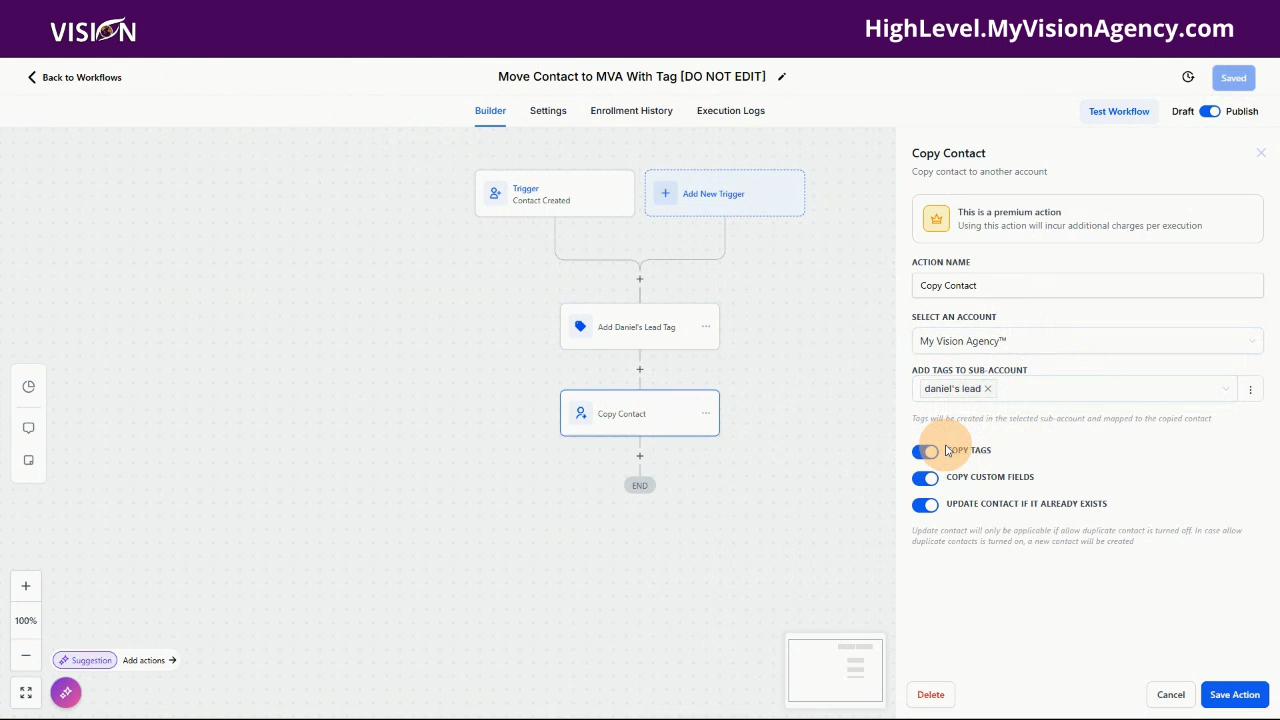 VISION
HighLevel.MyVisionAgency.com
Back to Workflows
Move Contact to MVA With Tag [DO NOT EDIT]
Saved
Builder
Settings
Enrollment History
Execution Logs
Test Workflow
Draft
Publish
Trigger
Contact Created
Add New Trigger
Add Daniel's Lead Tag
Copy Contact
END
100%
Suggestion
Add actions
Copy Contact
Copy contact to another account
This is a premium action
Using this action will incur additional charges per execution
ACTION NAME
Copy Contact
SELECT AN ACCOUNT
My Vision Agency™
ADD TAGS TO SUB-ACCOUNT
daniel's lead
Tags will be created in the selected sub-account and mapped to the copied contact
COPY TAGS
COPY CUSTOM FIELDS
UPDATE CONTACT IF IT ALREADY EXISTS
Update contact will only be applicable if allow duplicate contact is turned off. In case allow
duplicate contacts is turned on, a new contact will be created
Delete
Cancel
Save Action